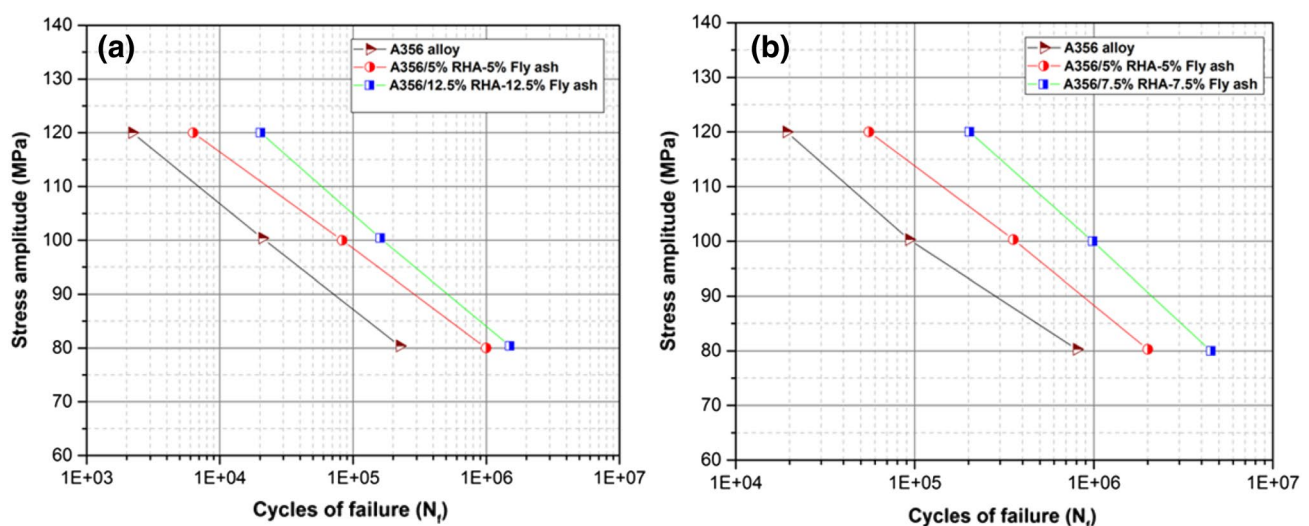 (a)
A356 alloy
A356/5% RHA-5% Fly ash
A356/12.5% RHA-12.5% Fly ash
Stress amplitude (MPa)
140
130
120
110
100
90
80
70
60
1E+03 1E+04 1E+05 1E+06 1E+07
Cycles of failure (Nf)
(b)
A356 alloy
A356/5% RHA-5% Fly ash
A356/7.5% RHA-7.5% Fly ash
Stress amplitude (MPa)
140
130
120
110
100
90
80
70
60
1E+04 1E+05 1E+06 1E+07
Cycles of failure (Nf)